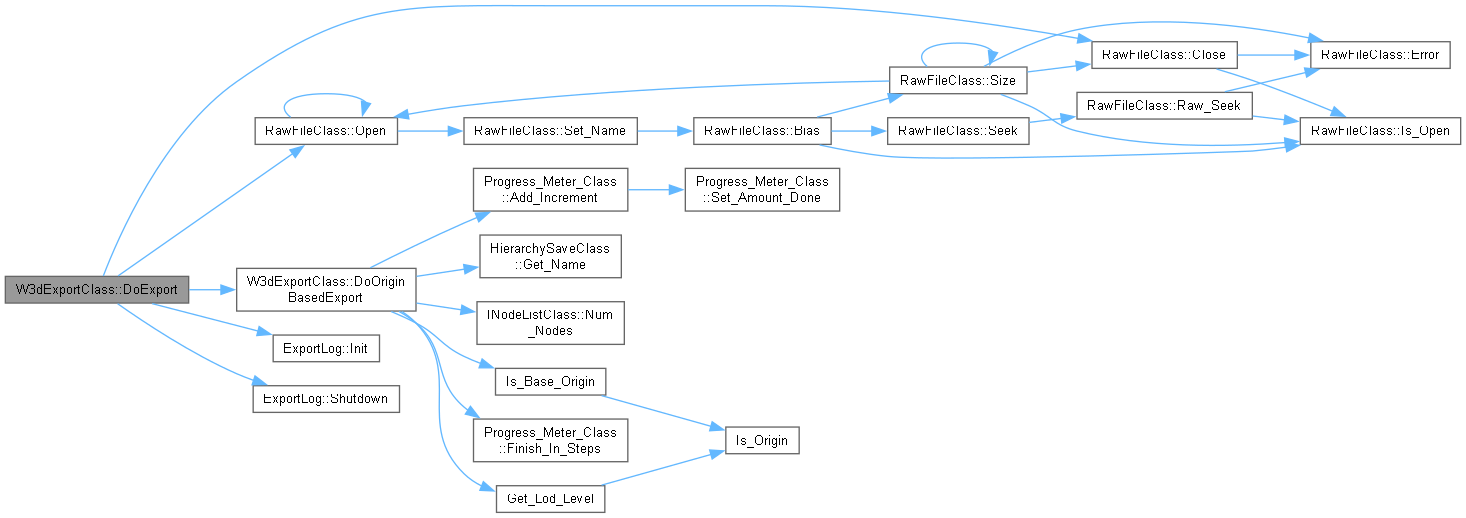 RawFileClass::Close
RawFileClass::Error
RawFileClass::Size
RawFileClass::Raw_Seek
RawFileClass::Open
RawFileClass::Set_Name
RawFileClass::Bias
RawFileClass::Seek
RawFileClass::Is_Open
Progress_Meter_Class
::Add_Increment
Progress_Meter_Class
::Set_Amount_Done
HierarchySaveClass
::Get_Name
W3dExportClass::DoExport
W3dExportClass::DoOrigin
BasedExport
INodeListClass::Num
_Nodes
ExportLog::Init
Is_Base_Origin
ExportLog::Shutdown
Progress_Meter_Class
::Finish_In_Steps
Is_Origin
Get_Lod_Level